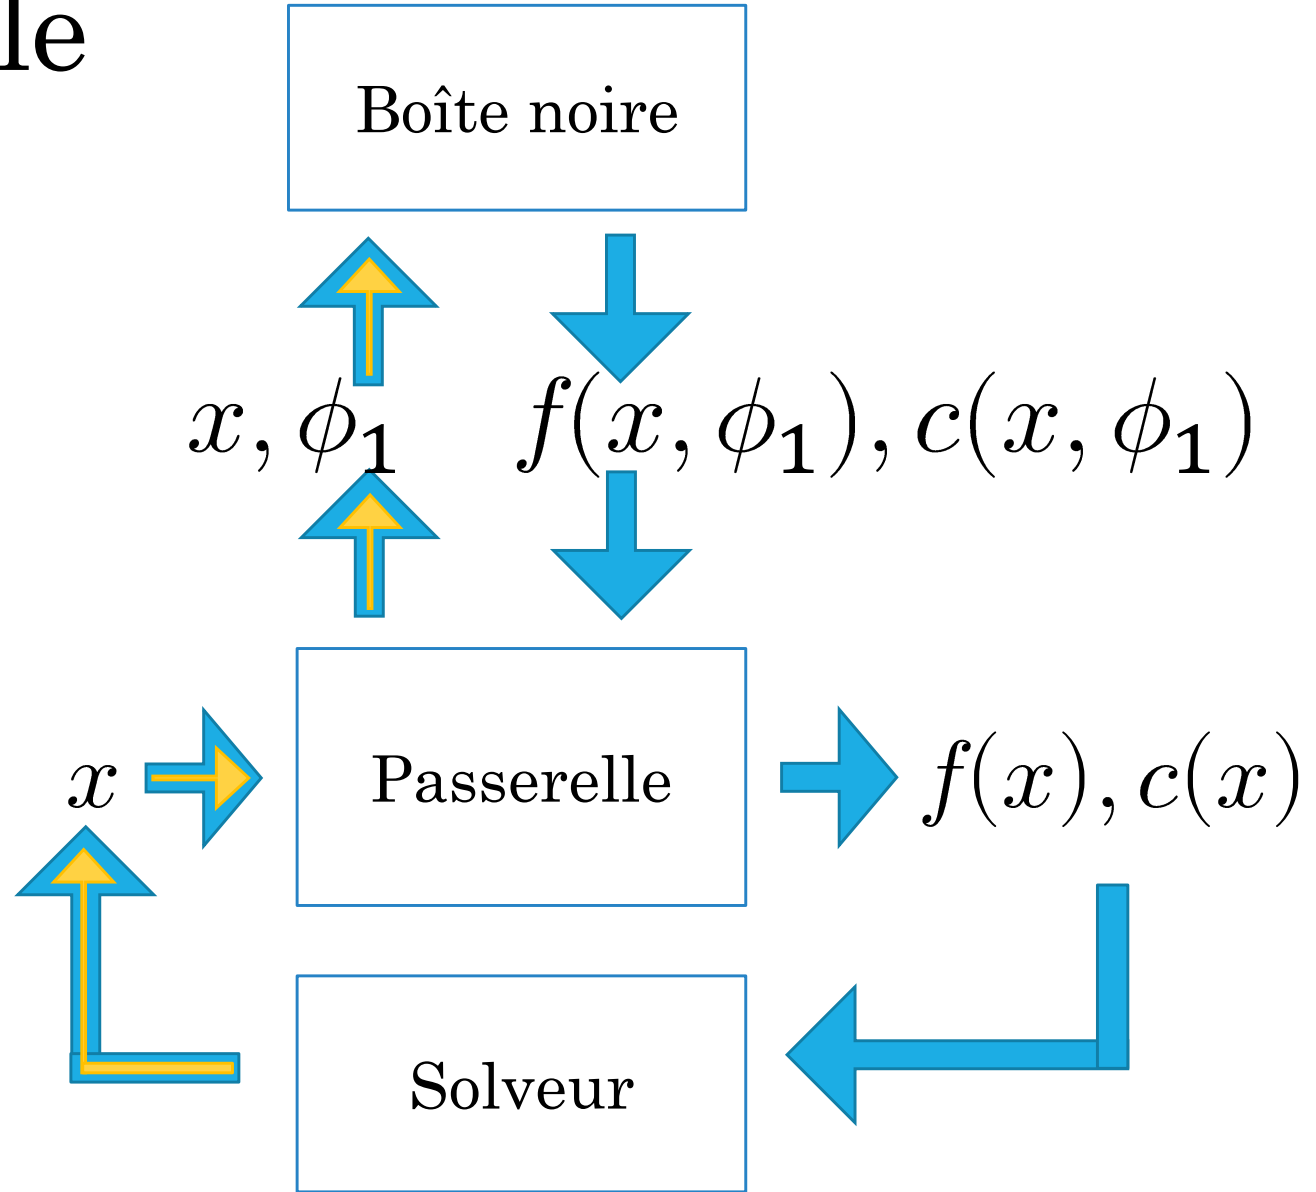 le
Boîte noire
x, ϕ₁ f(x, ϕ₁), c(x, ϕ₁)
x Passerelle f(x), c(x)
Solveur